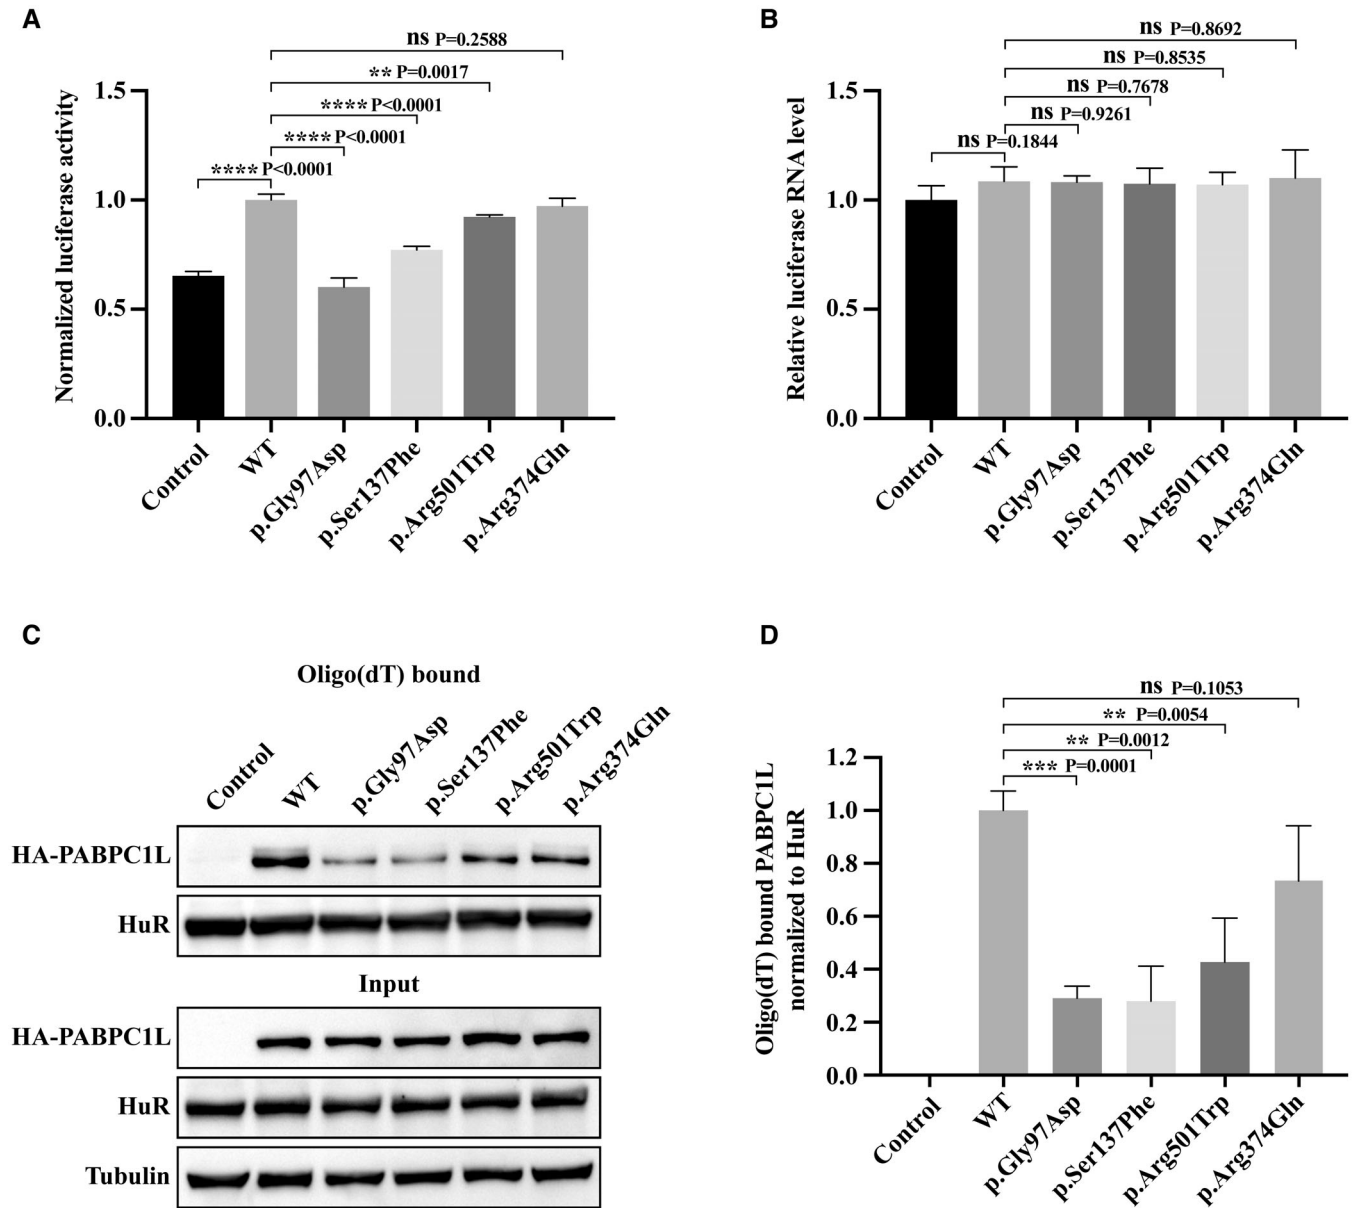 A
ns P=0.2588
** P=0.0017
**** P<0.0001
**** P<0.0001
**** P<0.0001
Normalized luciferase activity
1.5
1.0
0.5
0.0
Control
WT
p.Gly97Asp
p.Ser137Phe
p.Arg501Trp
p.Arg374Gln
B
ns P=0.8692
ns P=0.8535
ns P=0.7678
ns P=0.9261
ns P=0.1844
Relative luciferase RNA level
1.5
1.0
0.5
0.0
Control
WT
p.Gly97Asp
p.Ser137Phe
p.Arg501Trp
p.Arg374Gln
C
Oligo(dT) bound
Control
WT
p.Gly97Asp
p.Ser137Phe
p.Arg501Trp
p.Arg374Gln
HA-PABPC1L
HuR
Input
HA-PABPC1L
HuR
Tubulin
D
ns P=0.1053
** P=0.0054
** P=0.0012
*** P=0.0001
Oligo(dT) bound PABPC1L
normalized to HuR
1.2
1.0
0.8
0.6
0.4
0.2
0.0
Control
WT
p.Gly97Asp
p.Ser137Phe
p.Arg501Trp
p.Arg374Gln